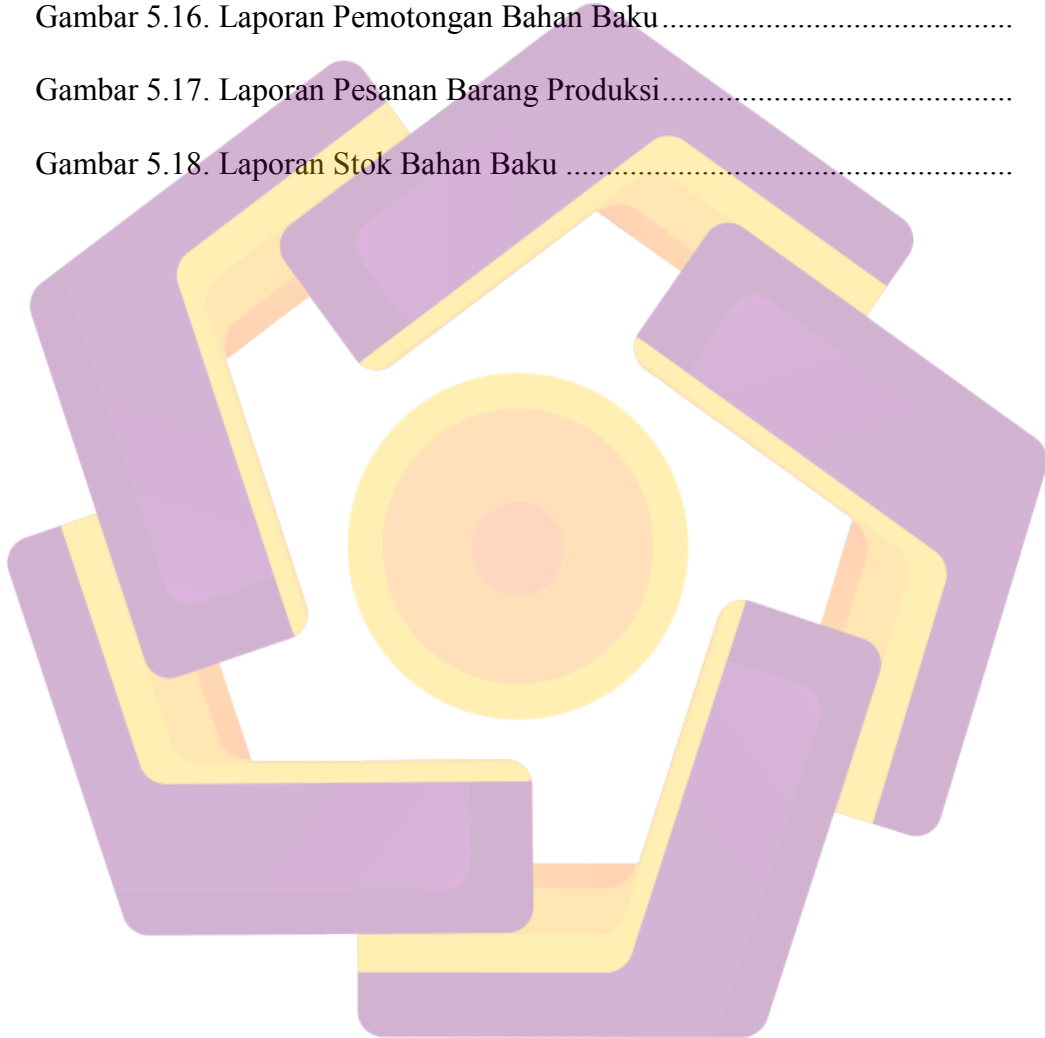 Gambar 5.16. Laporan Pemotongan Bahan Baku............................................
Gambar 5.17. Laporan Pesanan Barang Produksi............................................
Gambar 5.18. Laporan Stok Bahan Baku ........................................................